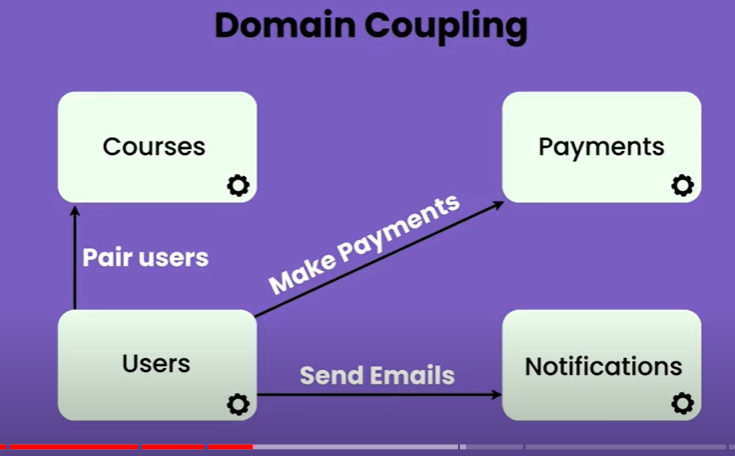 Domain Coupling
Courses
Payments
Pair users
Make Payments
Users
Send Emails
Notifications